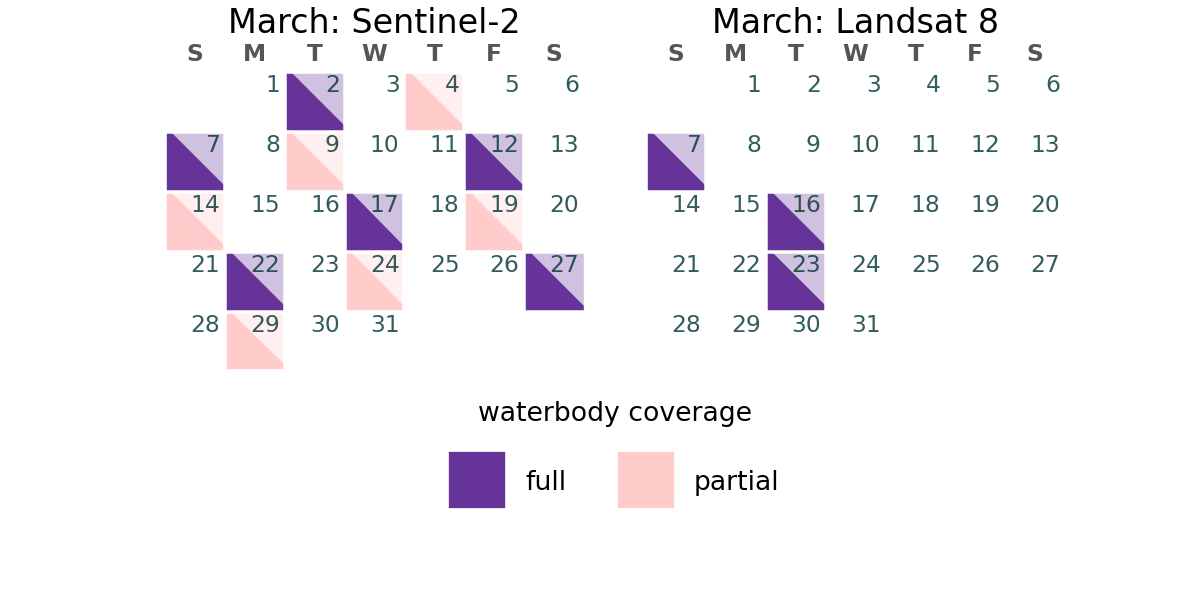 March: Sentinel-2
S M T W T F S
1 2 3 4 5 6
7 8 9 10 11 12 13
14 15 16 17 18 19 20
21 22 23 24 25 26 27
28 29 30 31
March: Landsat 8
S M T W T F S
1 2 3 4 5 6
7 8 9 10 11 12 13
14 15 16 17 18 19 20
21 22 23 24 25 26 27
28 29 30 31
waterbody coverage
full
partial